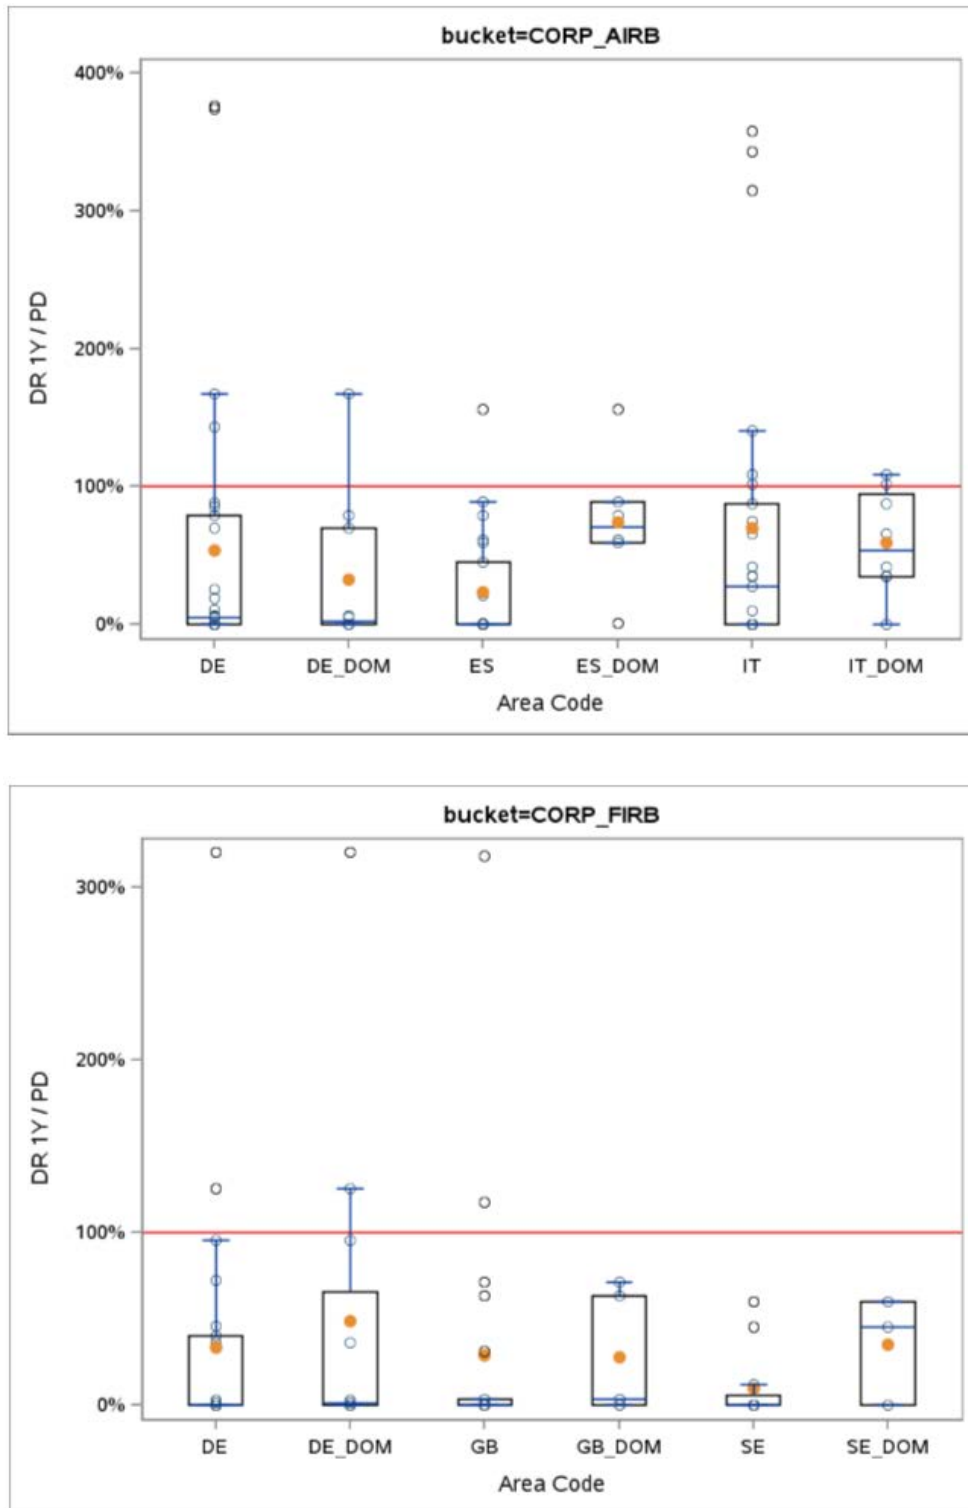 bucket=CORP_AIRB
400%
300%
200%
100%
0%
DR 1Y / PD
DE DE_DOM ES ES_DOM IT IT_DOM
Area Code
bucket=CORP_FIRB
300%
200%
100%
0%
DR 1Y / PD
DE DE_DOM GB GB_DOM SE SE_DOM
Area Code